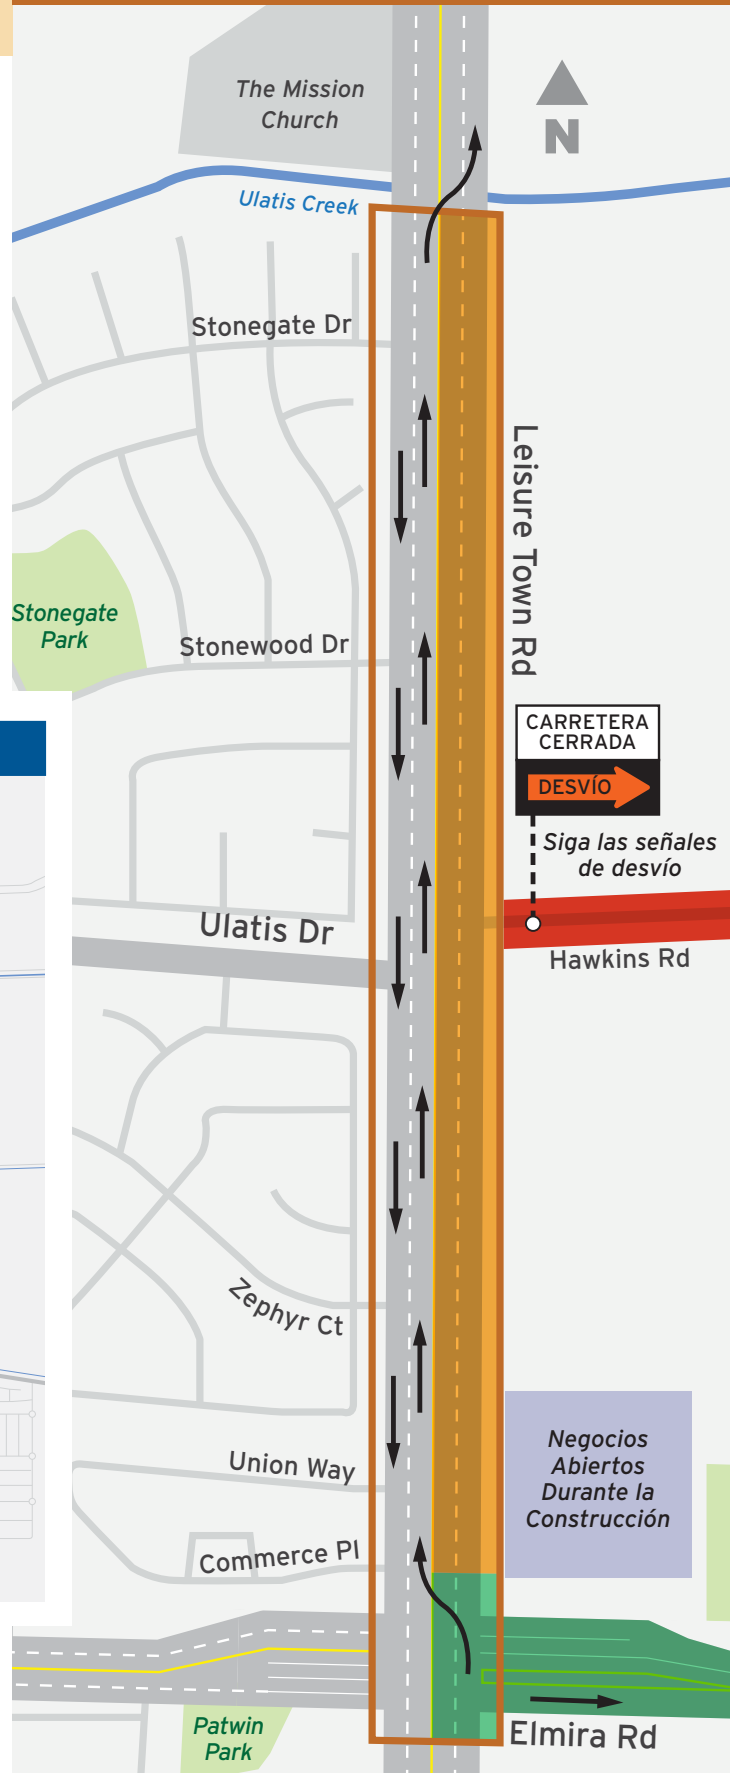 The Mission
Church
N
Ulatis Creek
Stonegate Dr
Leisure Town Rd
Stonegate
Park
Stonewood Dr
CARRETERA
CERRADA
DESVÍO
Siga las señales
de desvío
Ulatis Dr
Hawkins Rd
Zephyr Ct
Negocios
Abiertos
Durante la
Construcción
Union Way
Commerce Pl
Patwin
Park
Elmira Rd